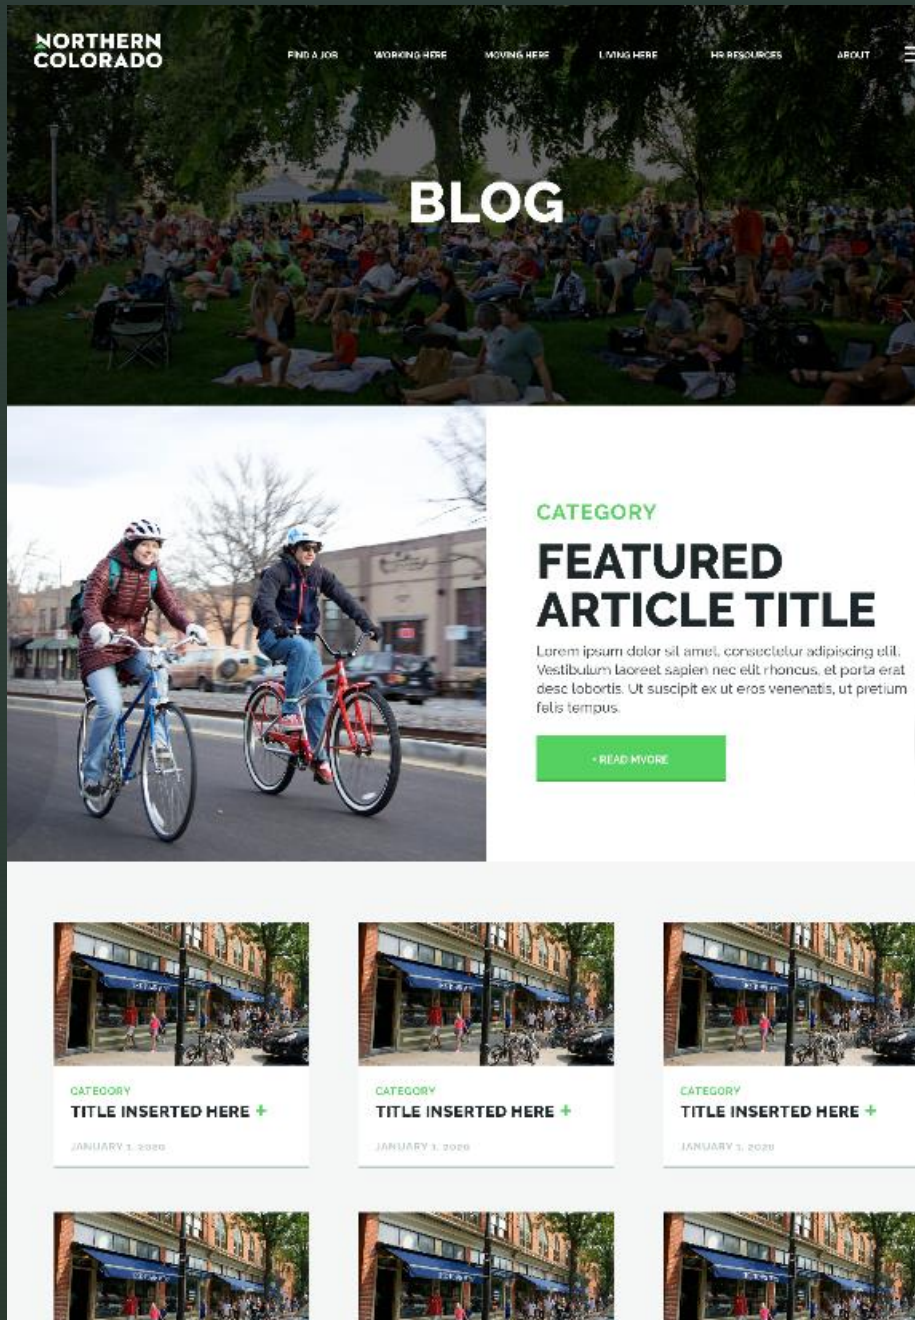 NORTHERN
COLORADO
FIND A JOB WORKING HERE MOVING HERE LIVING HERE HR RESOURCES ABOUT
BLOG
CATEGORY
FEATURED
ARTICLE TITLE
Lorem ipsum dolor sit amet, consectetur adipiscing elit.
Vestibulum laoreet sapien nec elit rhoncus, et porta erat
desc lobortis. Ut suscipit ex ut eros venenatis, ut pretium
felis tempus.
+ READ MVORE
CATEGORY CATEGORY CATEGORY
TITLE INSERTED HERE + TITLE INSERTED HERE + TITLE INSERTED HERE +
JANUARY 1, 2020 JANUARY 1, 2020 JANUARY 1, 2020